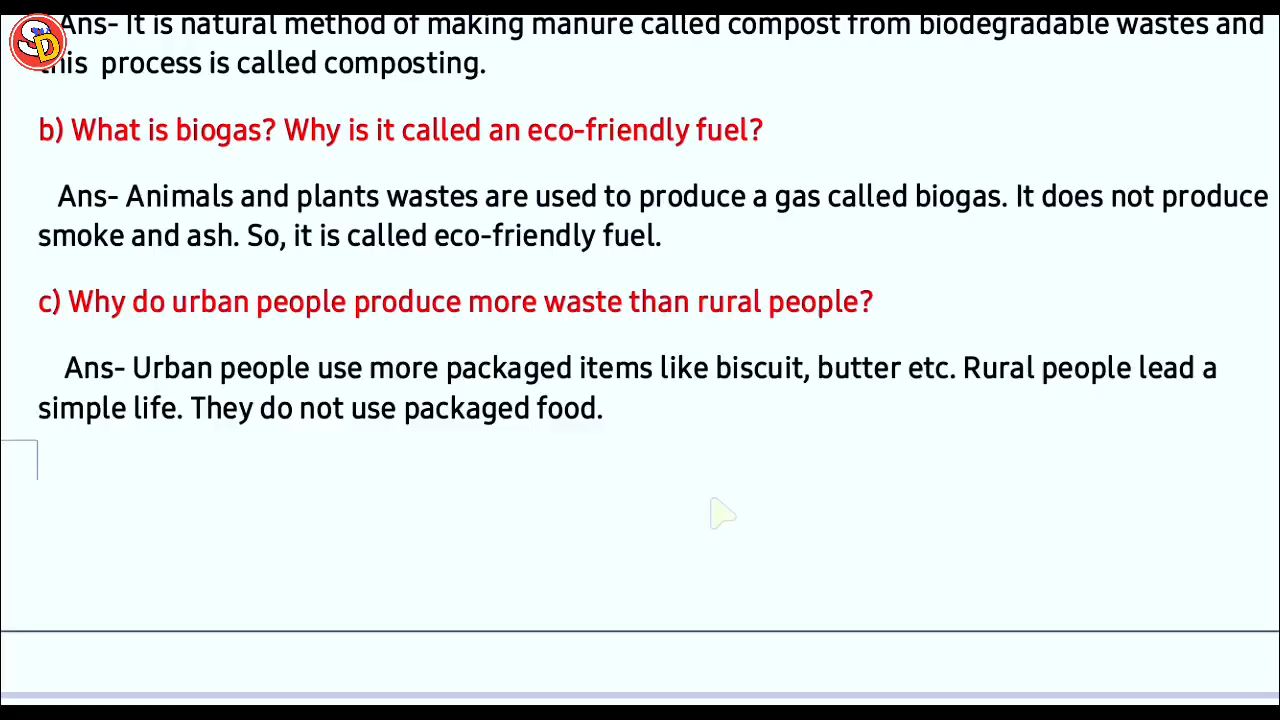 Ans- It is natural method of making manure called compost from biodegradable wastes and
this process is called composting.
b) What is biogas? Why is it called an eco-friendly fuel?
Ans- Animals and plants wastes are used to produce a gas called biogas. It does not produce
smoke and ash. So, it is called eco-friendly fuel.
c) Why do urban people produce more waste than rural people?
Ans- Urban people use more packaged items like biscuit, butter etc. Rural people lead a
simple life. They do not use packaged food.